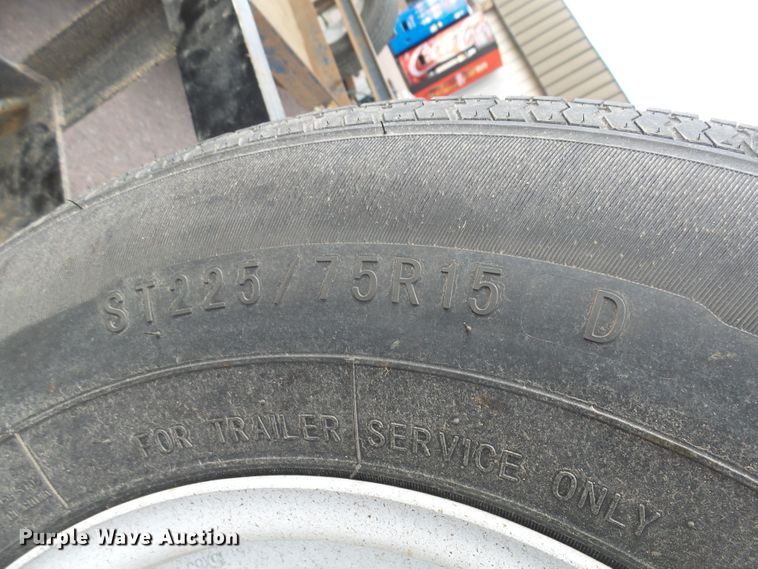 ST225/75R15 D
FOR TRAILER SERVICE ONLY
Purple Wave Auction